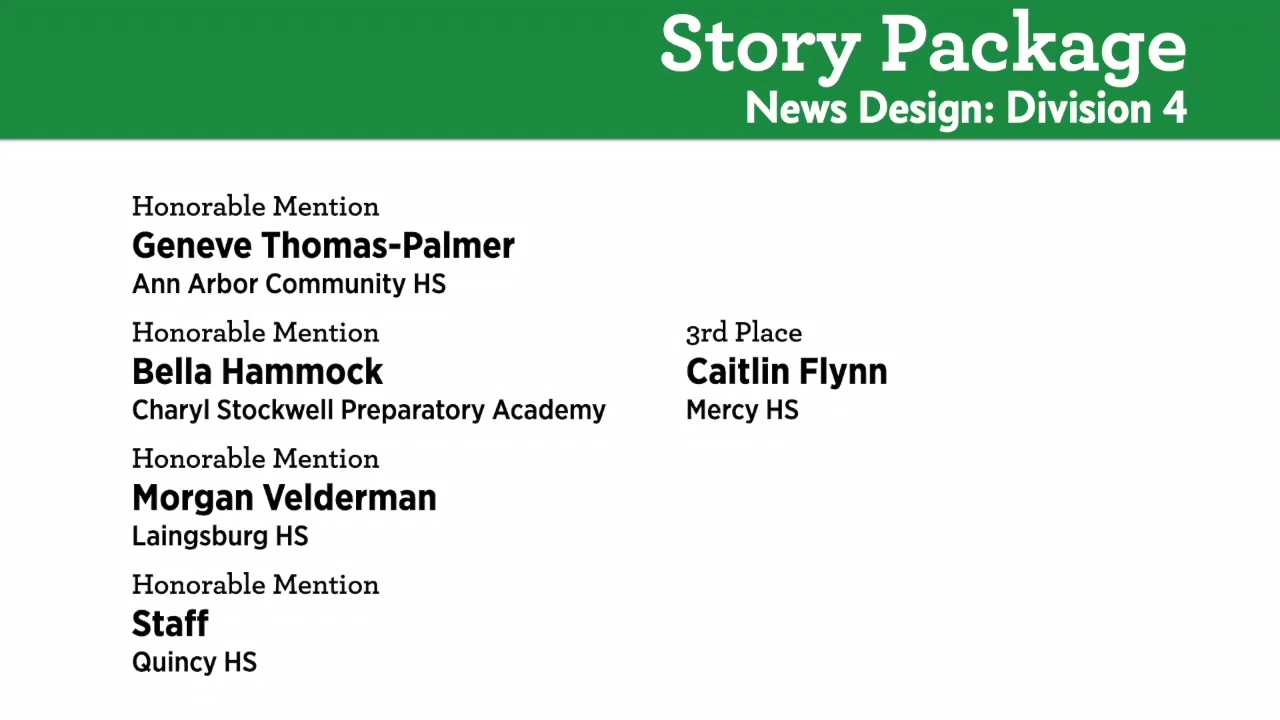 Story Package
News Design: Division 4
Honorable Mention
Geneve Thomas-Palmer
Ann Arbor Community HS
Honorable Mention
Bella Hammock
Charyl Stockwell Preparatory Academy
Honorable Mention
Morgan Velderman
Laingsburg HS
Honorable Mention
Staff
Quincy HS
3rd Place
Caitlin Flynn
Mercy HS